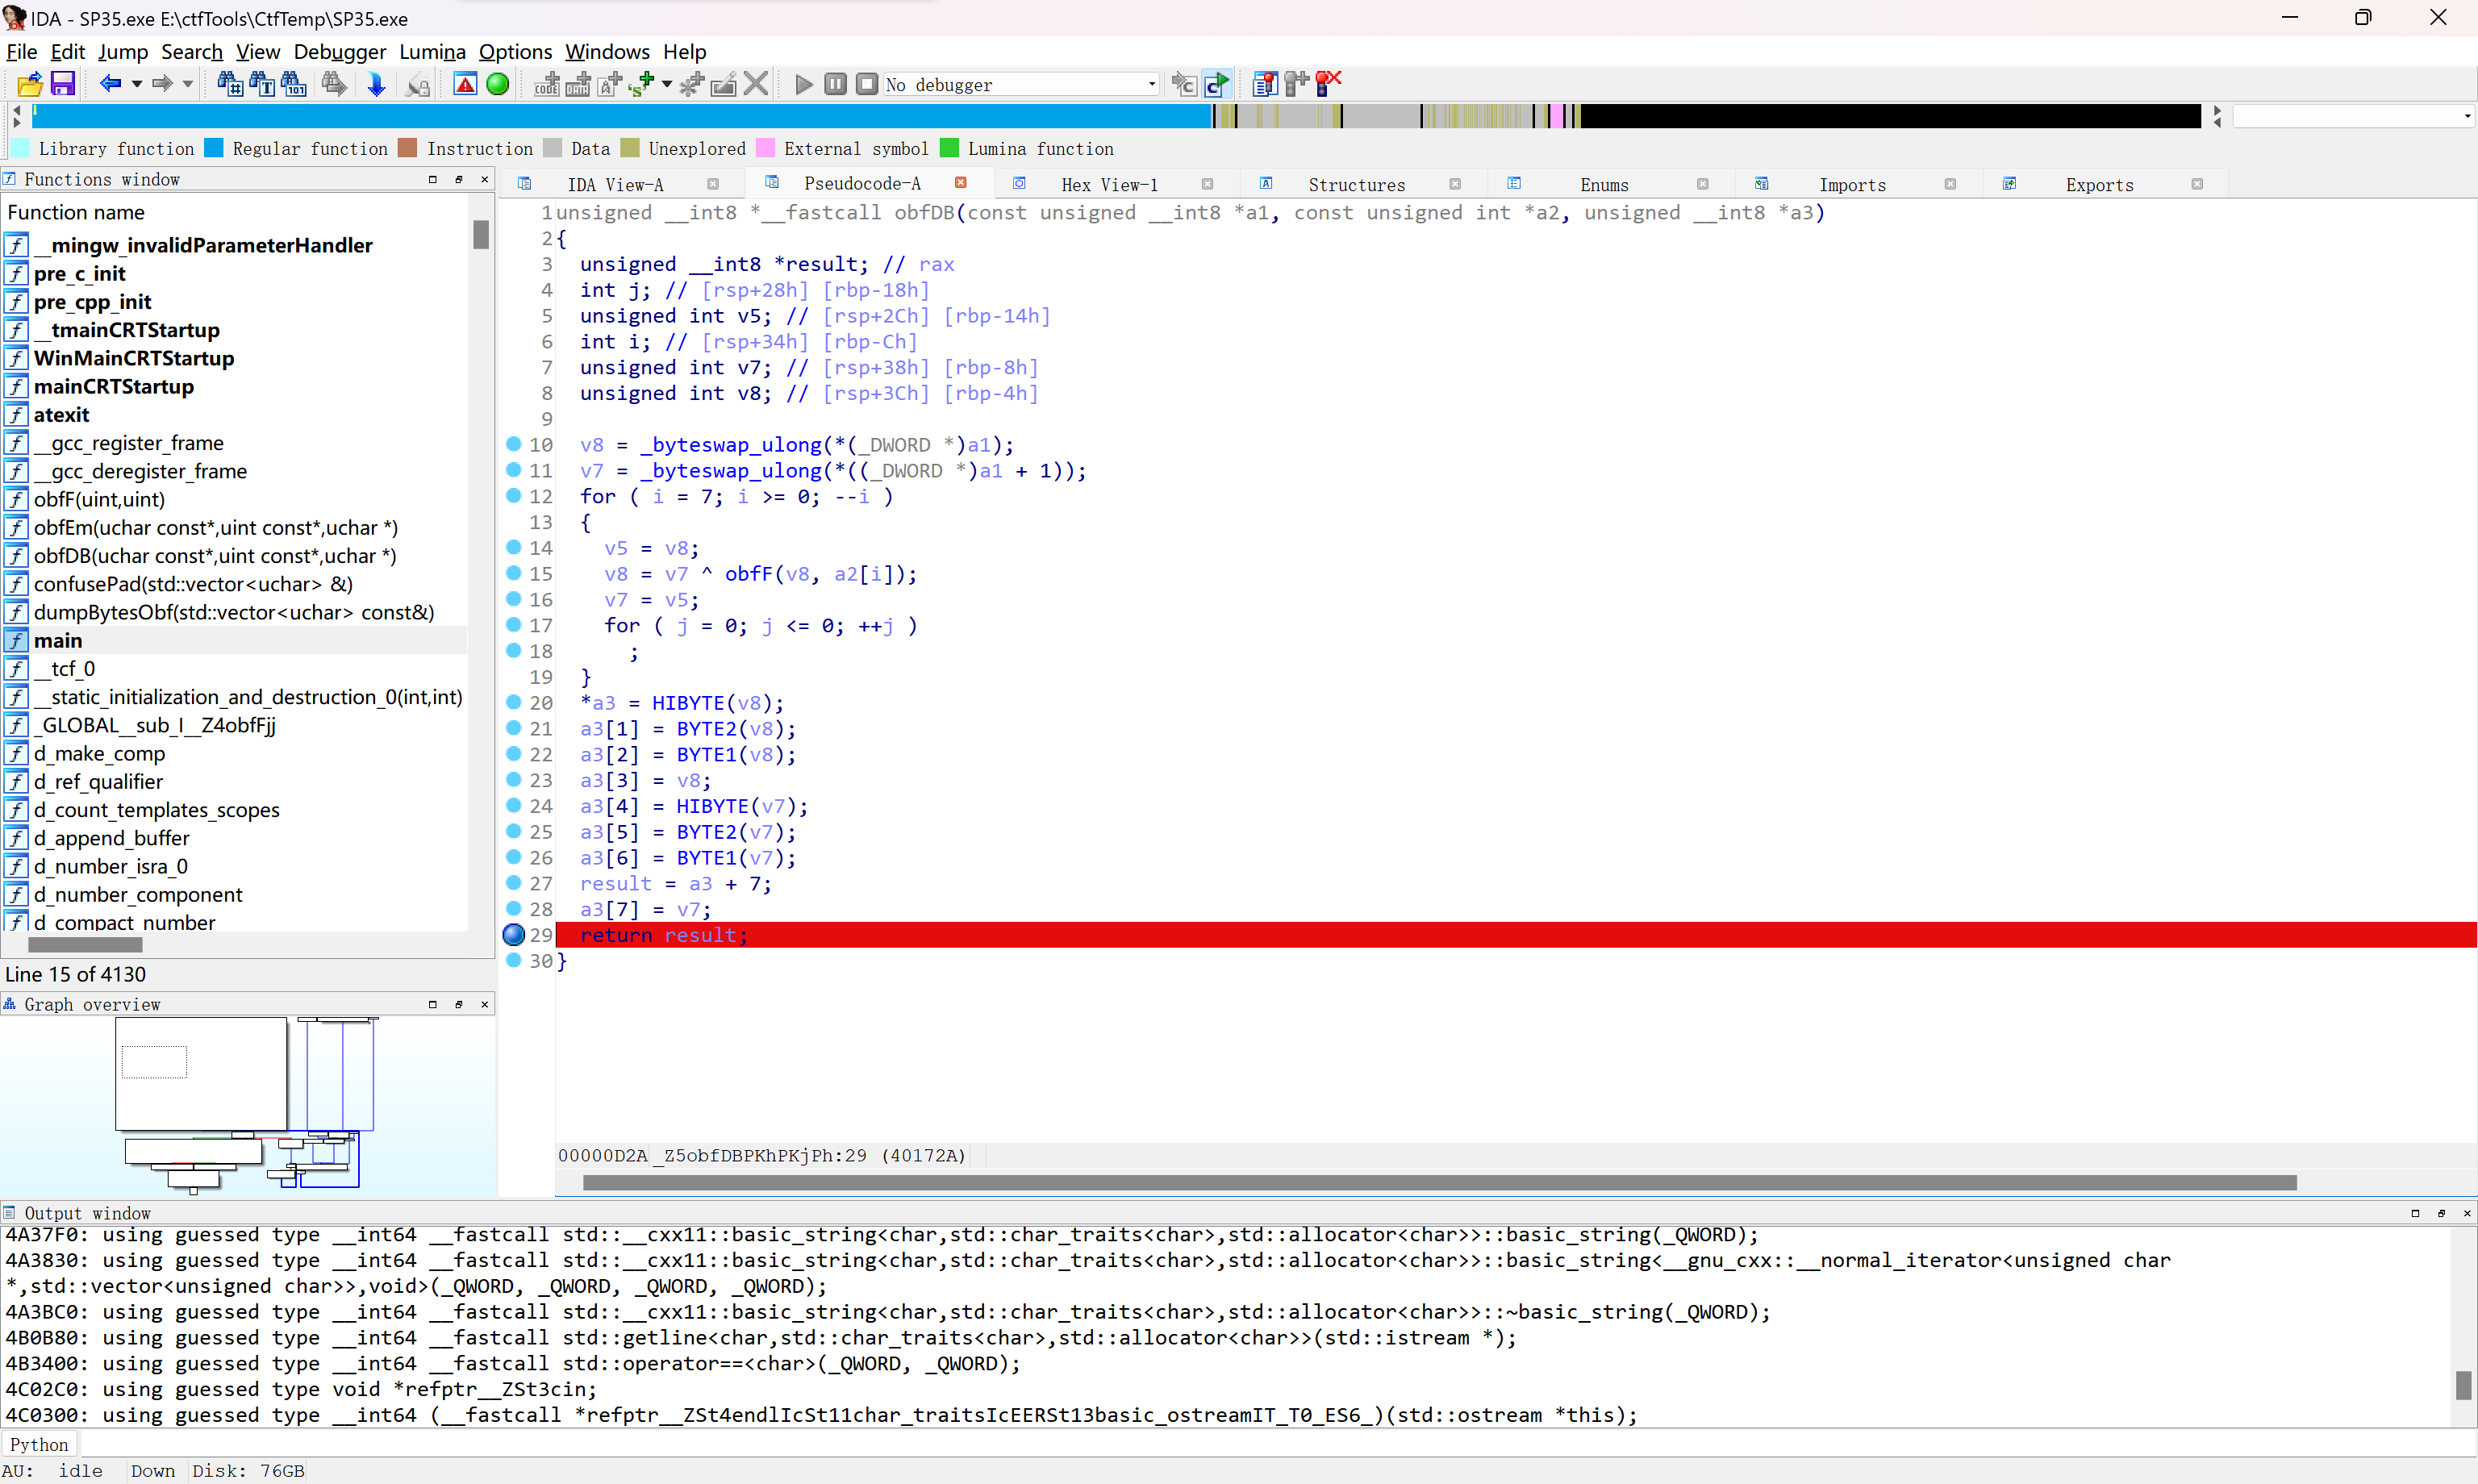 IDA - SP35.exe E:\ctfTools\CtfTemp\SP35.exe
File Edit Jump Search View Debugger Lumina Options Windows Help
No debugger
Library function Regular function Instruction Data Unexplored External symbol Lumina function
Functions window
Function name
__mingw_invalidParameterHandler
pre_c_init
pre_cpp_init
__tmainCRTStartup
WinMainCRTStartup
mainCRTStartup
atexit
__gcc_register_frame
__gcc_deregister_frame
obfF(uint,uint)
obfEm(uchar const*,uint const*,uchar *)
obfDB(uchar const*,uint const*,uchar *)
confusePad(std::vector<uchar> &)
dumpBytesObf(std::vector<uchar> const&)
main
__tcf_0
__static_initialization_and_destruction_0(int,int)
_GLOBAL__sub_I__Z4obfFjj
d_make_comp
d_ref_qualifier
d_count_templates_scopes
d_append_buffer
d_number_isra_0
d_number_component
d_compact_number
Line 15 of 4130
Graph overview
IDA View-A Pseudocode-A Hex View-1 Structures Enums Imports Exports
1 unsigned __int8 *__fastcall obfDB(const unsigned __int8 *a1, const unsigned int *a2, unsigned __int8 *a3)
2 {
3 unsigned __int8 *result; // rax
4 int j; // [rsp+28h] [rbp-18h]
5 unsigned int v5; // [rsp+2Ch] [rbp-14h]
6 int i; // [rsp+34h] [rbp-Ch]
7 unsigned int v7; // [rsp+38h] [rbp-8h]
8 unsigned int v8; // [rsp+3Ch] [rbp-4h]
9
10 v8 = _byteswap_ulong(*(_DWORD *)a1);
11 v7 = _byteswap_ulong(*((_DWORD *)a1 + 1));
12 for ( i = 7; i >= 0; --i )
13 {
14 v5 = v8;
15 v8 = v7 ^ obfF(v8, a2[i]);
16 v7 = v5;
17 for ( j = 0; j <= 0; ++j )
18 ;
19 }
20 *a3 = HIBYTE(v8);
21 a3[1] = BYTE2(v8);
22 a3[2] = BYTE1(v8);
23 a3[3] = v8;
24 a3[4] = HIBYTE(v7);
25 a3[5] = BYTE2(v7);
26 a3[6] = BYTE1(v7);
27 result = a3 + 7;
28 a3[7] = v7;
29 return result;
30 }
00000D2A _Z5obfDBPKhPKjPh:29 (40172A)
Output window
4A37F0: using guessed type __int64 __fastcall std::__cxx11::basic_string<char,std::char_traits<char>,std::allocator<char>>::basic_string(_QWORD);
4A3830: using guessed type __int64 __fastcall std::__cxx11::basic_string<char,std::char_traits<char>,std::allocator<char>>::basic_string<__gnu_cxx::__normal_iterator<unsigned char
*,std::vector<unsigned char>>,void>(_QWORD, _QWORD, _QWORD, _QWORD);
4A3BC0: using guessed type __int64 __fastcall std::__cxx11::basic_string<char,std::char_traits<char>,std::allocator<char>>::~basic_string(_QWORD);
4B0B80: using guessed type __int64 __fastcall std::getline<char,std::char_traits<char>,std::allocator<char>>(std::istream *);
4B3400: using guessed type __int64 __fastcall std::operator==<char>(_QWORD, _QWORD);
4C02C0: using guessed type void *refptr__ZSt3cin;
4C0300: using guessed type __int64 (__fastcall *refptr__ZSt4endlIcSt11char_traitsIcEERSt13basic_ostreamIT_T0_ES6_)(std::ostream *this);
Python
AU: idle Down Disk: 76GB